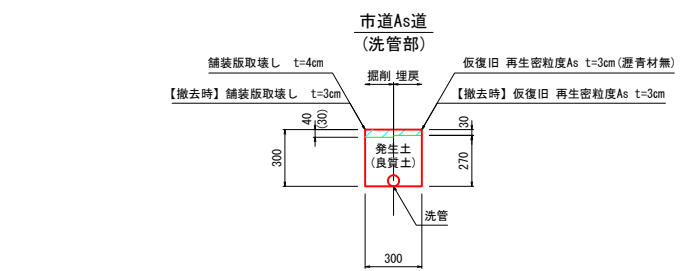 市道As道
(洗管部)
舗装版取壊し t=4cm
仮復旧 再生密粒度As t=3cm(瀝青材無)
掘削 埋戻
【撤去時】舗装版取壊し t=3cm
【撤去時】仮復旧 再生密粒度As t=3cm
40
(30)
30
300
発生土
(良質土)
270
洗管
300